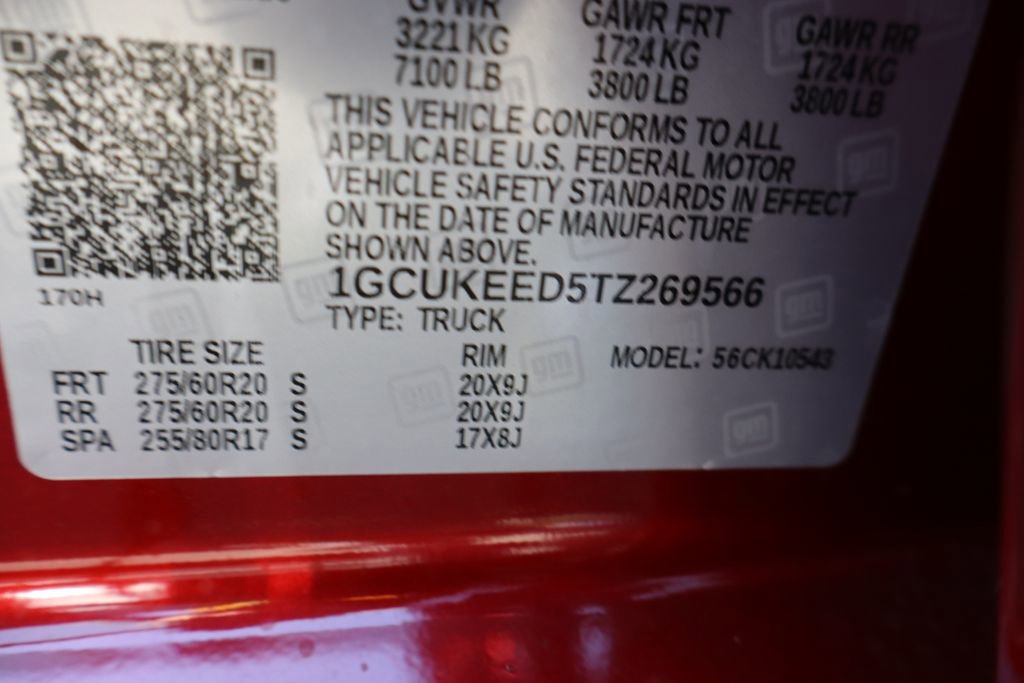 GVWR GAWR FRT GAWR RR
3221 KG 1724 KG 1724 KG
7100 LB 3800 LB 3800 LB
THIS VEHICLE CONFORMS TO ALL
APPLICABLE U.S. FEDERAL MOTOR
VEHICLE SAFETY STANDARDS IN EFFECT
ON THE DATE OF MANUFACTURE
SHOWN ABOVE.
170H
1GCUKEED5TZ269566
TYPE: TRUCK
TIRE SIZE RIM MODEL: 56CK10543
FRT 275/60R20 S 20X9J
RR 275/60R20 S 20X9J
SPA 255/80R17 S 17X8J
gm